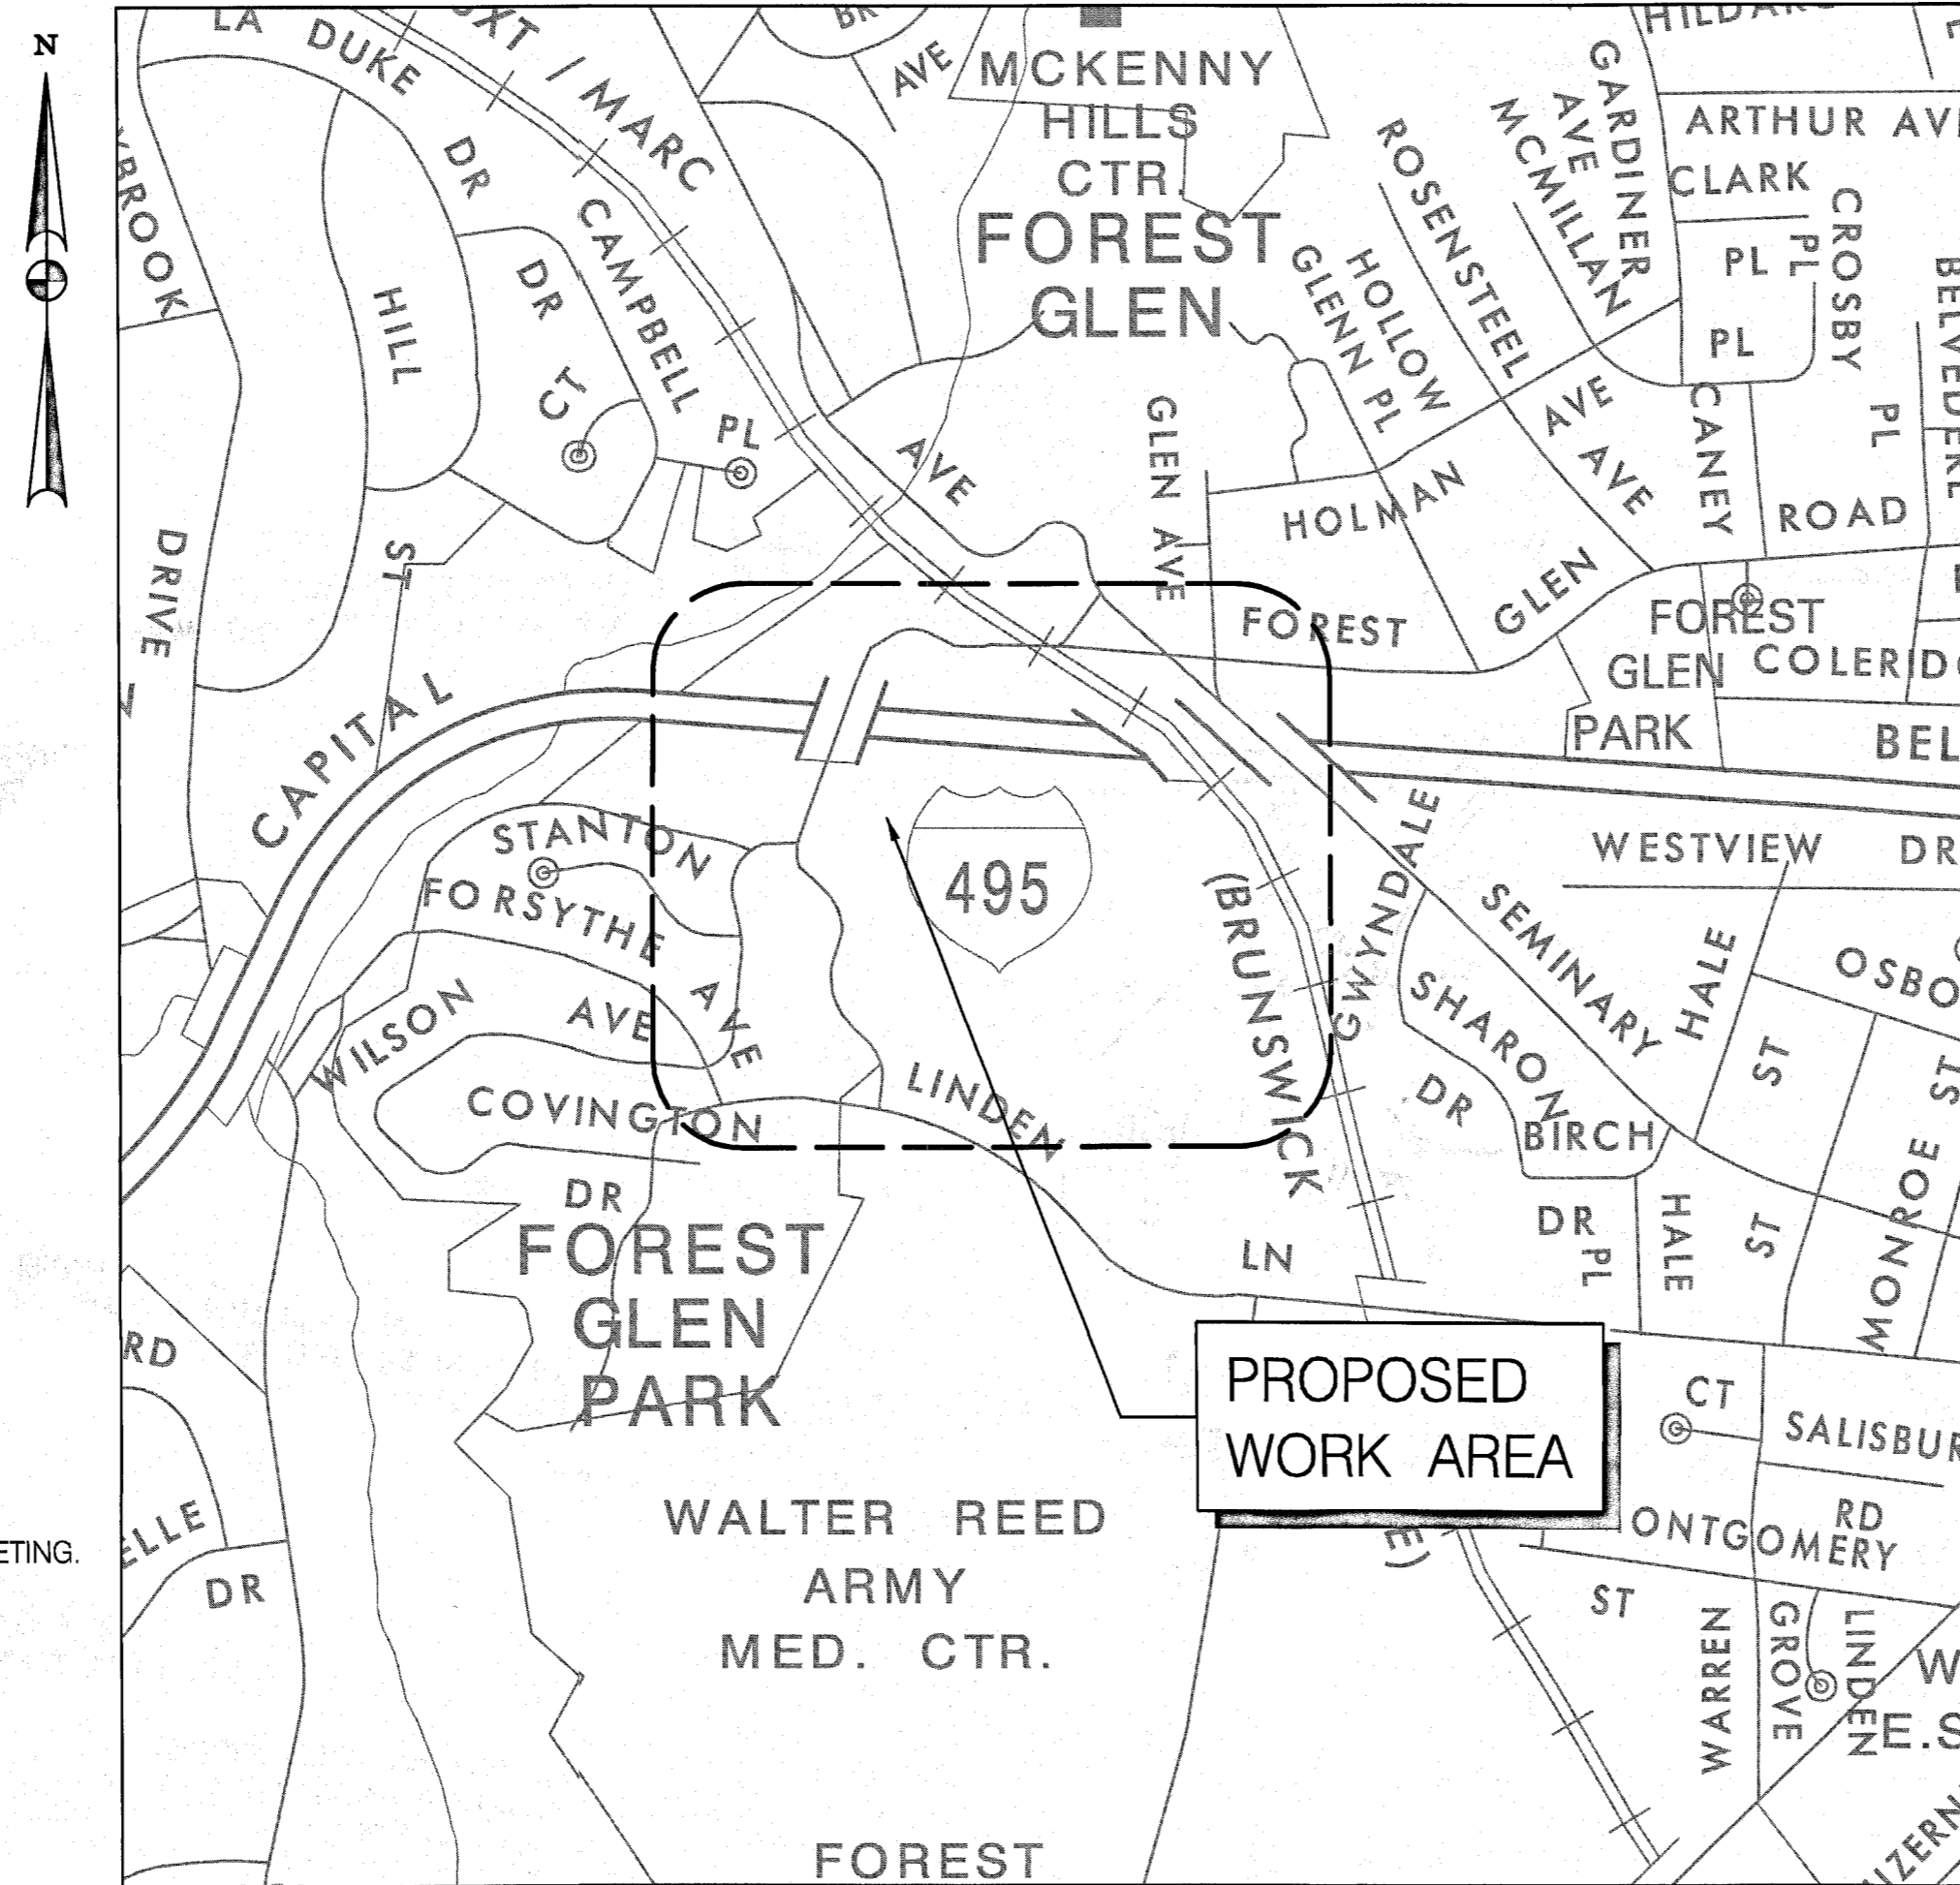 N
LA DUKE DR
CSXT / MARC
BR
AVE
MCKENNY
HILLS
CTR.
FOREST
GLEN
GARDINER
AVE
MCMILLAN
ROSENSTEEL
HOLLOW
GLENN PL
ARTHUR AVE
CLARK
PL
PL
PL
CROSBY
CANEY
PL
ROAD
YBROOK
DRIVE
HILL
ST
DR
CT
CAMPBELL
PL
AVE
GLEN AVE
HOLMAN
AVE
AVE
FOREST
GLEN
FOREST
GLEN
PARK
BEL
CAPITAL
495
STANTON
FORSYTHE
AVE
WILSON
AVE
COVINGTON
DR
LINDEN
LN
(BRUNSWICK
GWYNDALE
DR
WESTVIEW DR
SEMINARY
SHARON
BIRCH
DR
PL
HALE
ST
HALE
ST
OSBO
MONROE ST
FOREST
GLEN
PARK
PROPOSED
WORK AREA
CT
SALISBUR
RD
ONTGOMERY
ST
WARREN
GROVE
LINDEN
E.S
E)
RD
ELLE
DR
ETING.
WALTER REED
ARMY
MED. CTR.
FOREST